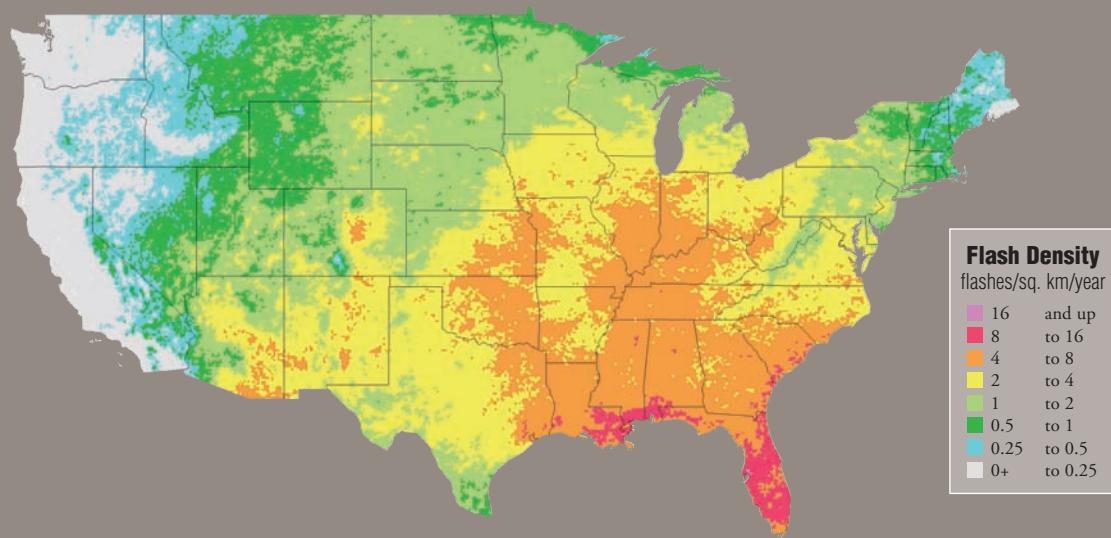 Flash Density
flashes/sq. km/year
16 and up
8 to 16
4 to 8
2 to 4
1 to 2
0.5 to 1
0.25 to 0.5
0+ to 0.25